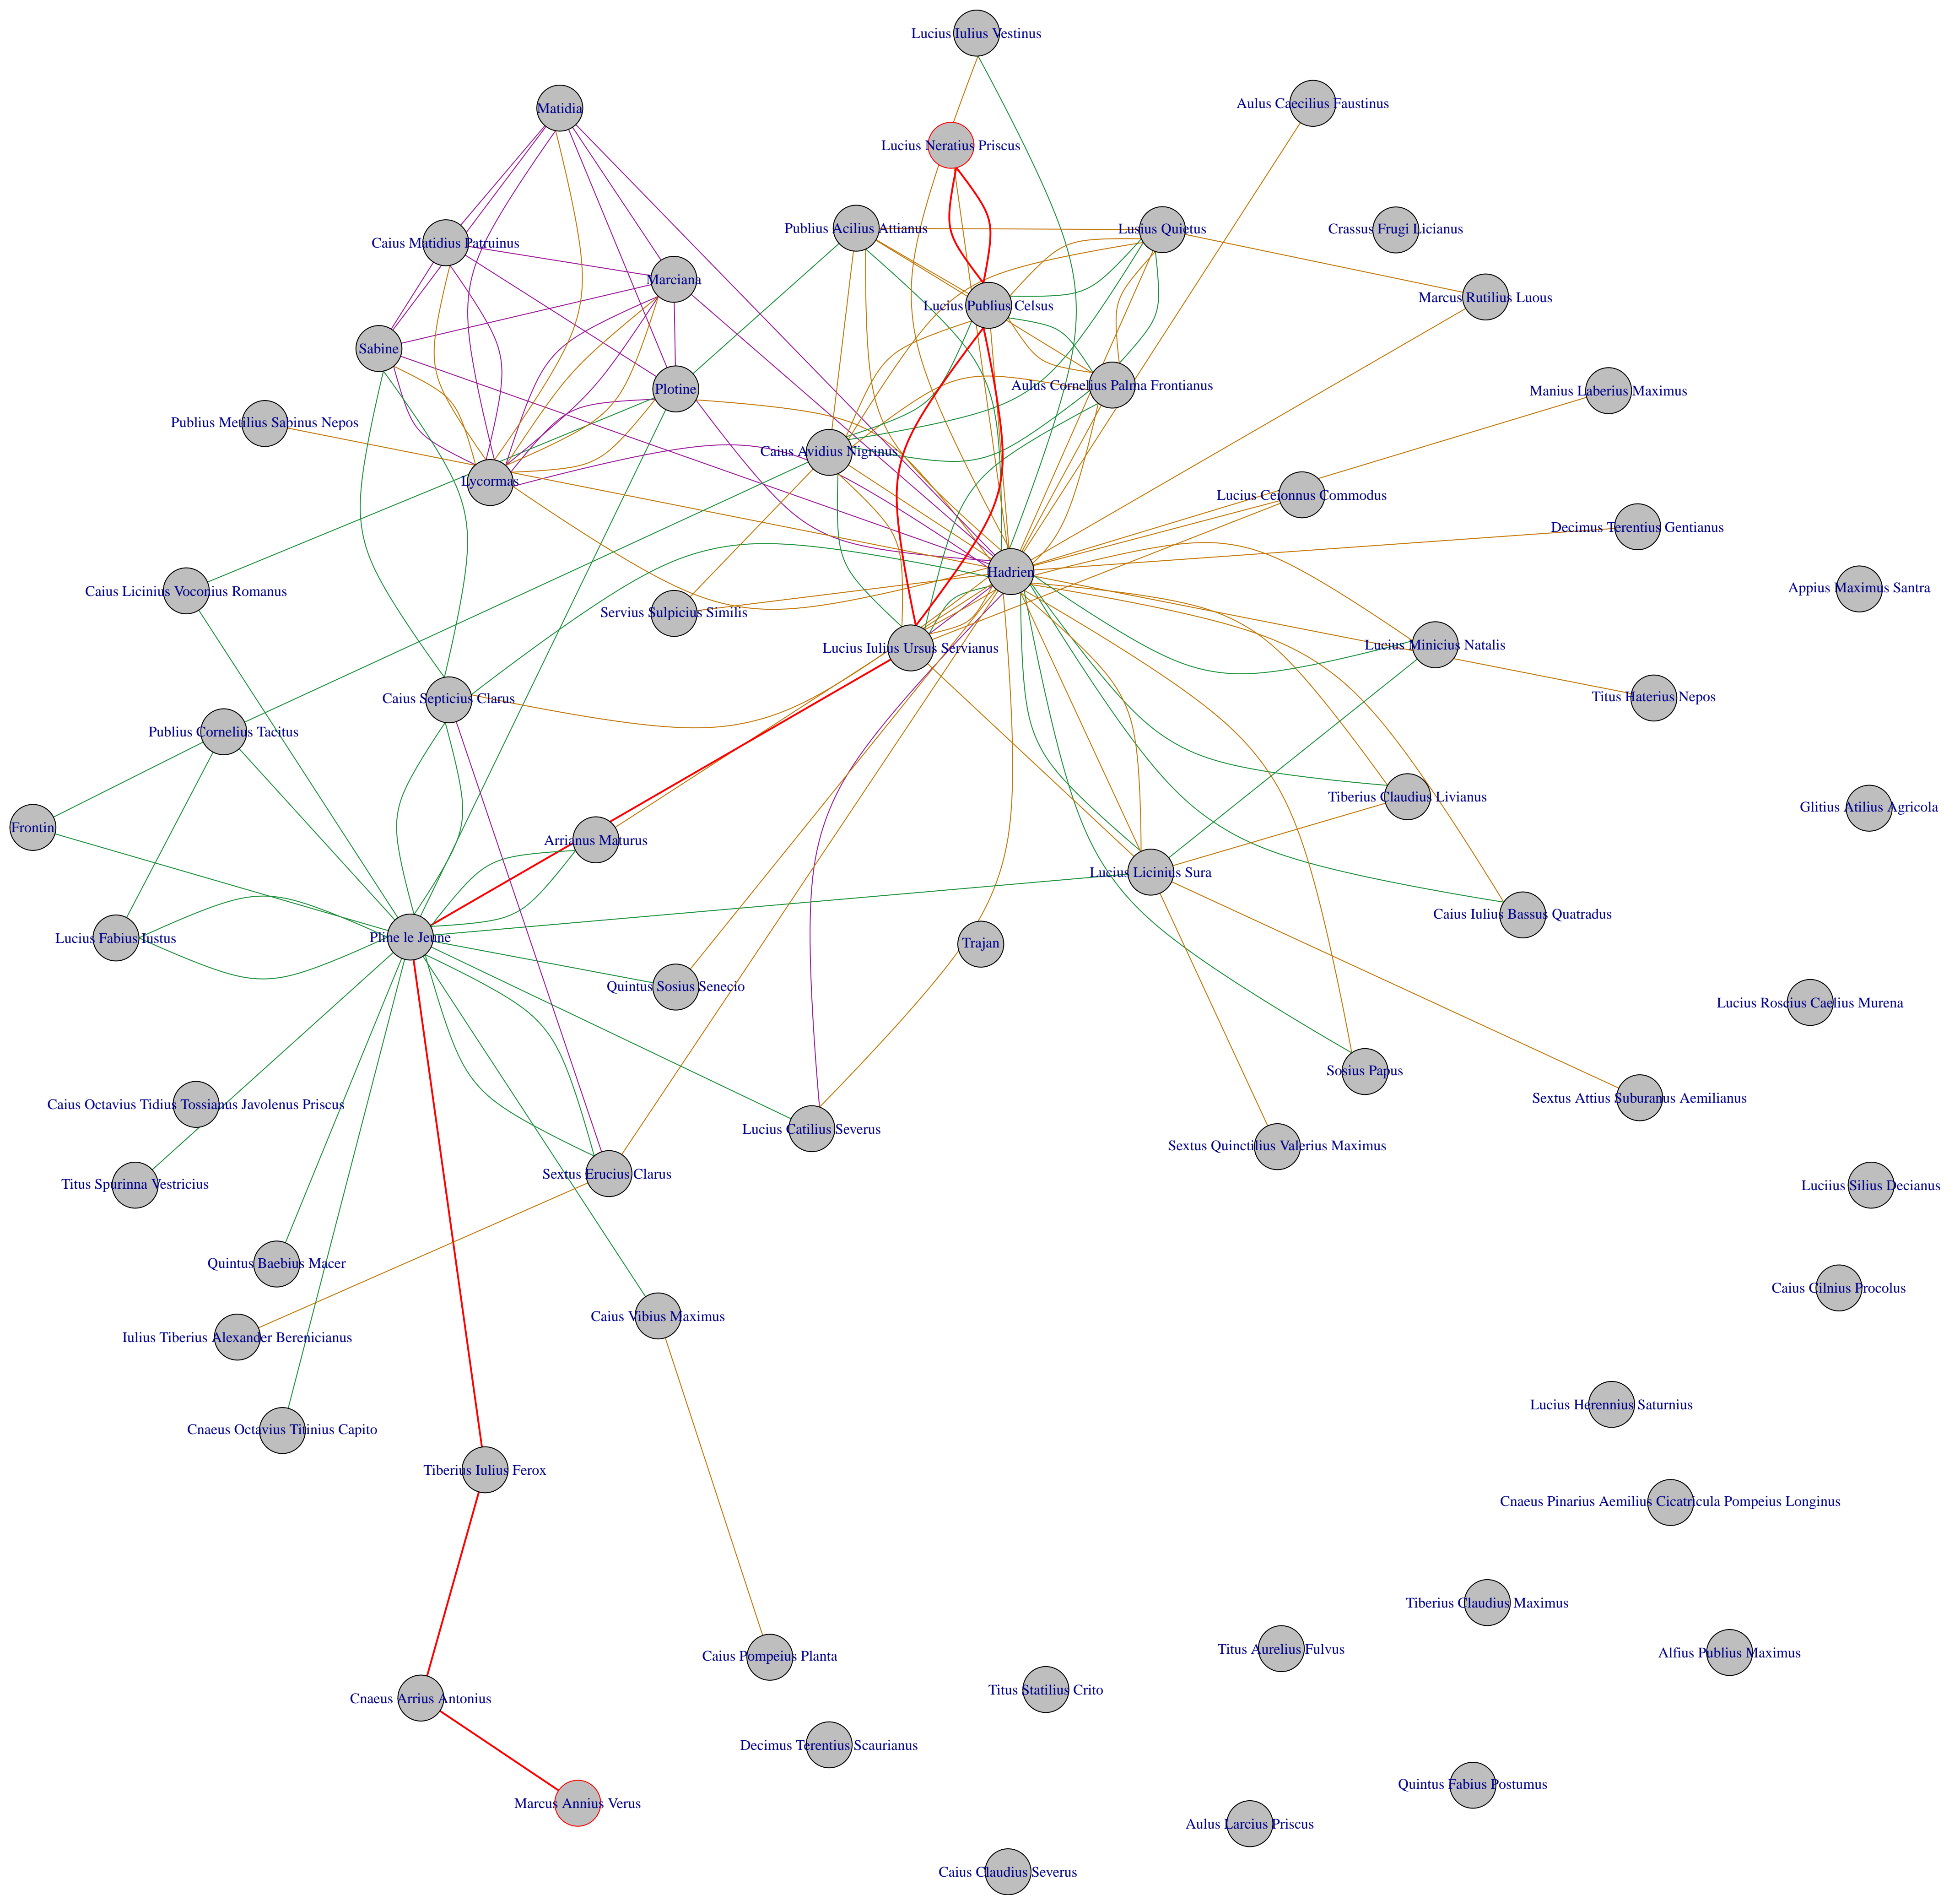 Lucius Iulius Vestinus
Aulus Caecilius Faustinus
Matidia
Lucius Neratius Priscus
Publius Acilius Attianus
Lusius Quietus
Crassus Frugi Licianus
Caius Matidius Patruinus
Marciana
Marcus Rutilius Luous
Lucius Publius Celsus
Sabine
Plotine
Aulus Cornelius Palma Frontianus
Manius Laberius Maximus
Publius Metilius Sabinus Nepos
Caius Avidius Nigrinus
Lycormas
Lucius Ceionnus Commodus
Decimus Terentius Gentianus
Hadrien
Appius Maximus Santra
Caius Licinius Voconius Romanus
Servius Sulpicius Similis
Lucius Iulius Ursus Servianus
Lucius Minicius Natalis
Caius Septicius Clarus
Titus Haterius Nepos
Publius Cornelius Tacitus
Tiberius Claudius Livianus
Glitius Atilius Agricola
Frontin
Arrianus Maturus
Lucius Licinius Sura
Caius Iulius Bassus Quatradus
Lucius Fabius Iustus
Pline le Jeune
Trajan
Quintus Sosius Senecio
Lucius Roscius Caelius Murena
Sosius Papus
Sextus Attius Suburanus Aemilianus
Caius Octavius Tidius Tossianus Javolenus Priscus
Lucius Catilius Severus
Sextus Quinctilius Valerius Maximus
Sextus Erucius Clarus
Titus Spurinna Vestricius
Luciius Silius Decianus
Quintus Baebius Macer
Caius Cilnius Procolus
Caius Vibius Maximus
Iulius Tiberius Alexander Berenicianus
Lucius Herennius Saturnius
Cnaeus Octavius Titinius Capito
Tiberius Iulius Ferox
Cnaeus Pinarius Aemilius Cicatricula Pompeius Longinus
Tiberius Claudius Maximus
Titus Aurelius Fulvus
Alfius Publius Maximus
Caius Pompeius Planta
Titus Statilius Crito
Cnaeus Arrius Antonius
Decimus Terentius Scaurianus
Quintus Fabius Postumus
Marcus Annius Verus
Aulus Larcius Priscus
Caius Claudius Severus